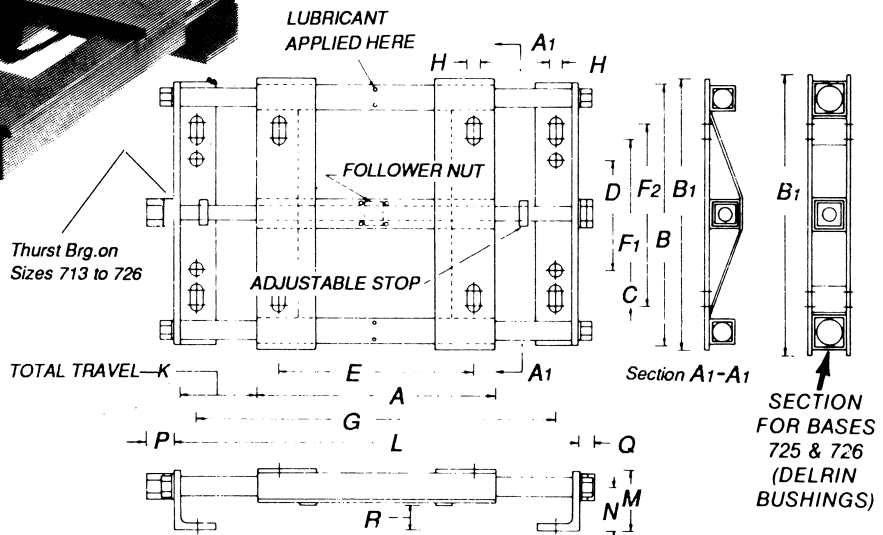 LUBRICANT
APPLIED HERE
A1
H
H
FOLLOWER NUT
D
F2
B1
B1
F1
B
Thurst Brg.on
Sizes 713 to 726
ADJUSTABLE STOP
C
TOTAL TRAVEL—K
E
A1
Section A1-A1
A
G
SECTION
FOR BASES
725 & 726
(DELRIN
BUSHINGS)
P
L
Q
M
N
R